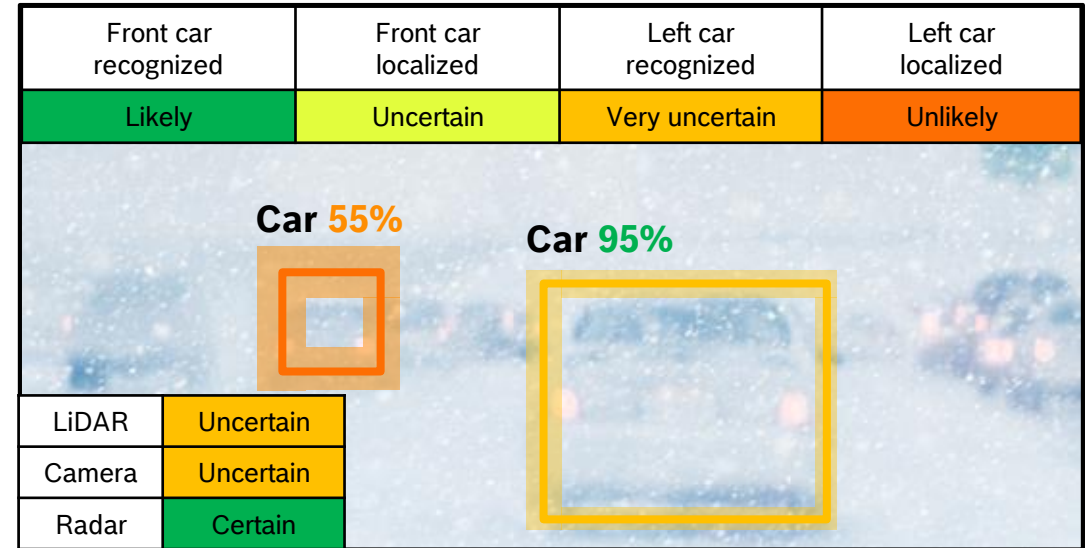 Front car
recognized
Front car
localized
Left car
recognized
Left car
localized
Likely
Uncertain
Very uncertain
Unlikely
Car 55%
Car 95%
LiDAR
Uncertain
Camera
Uncertain
Radar
Certain